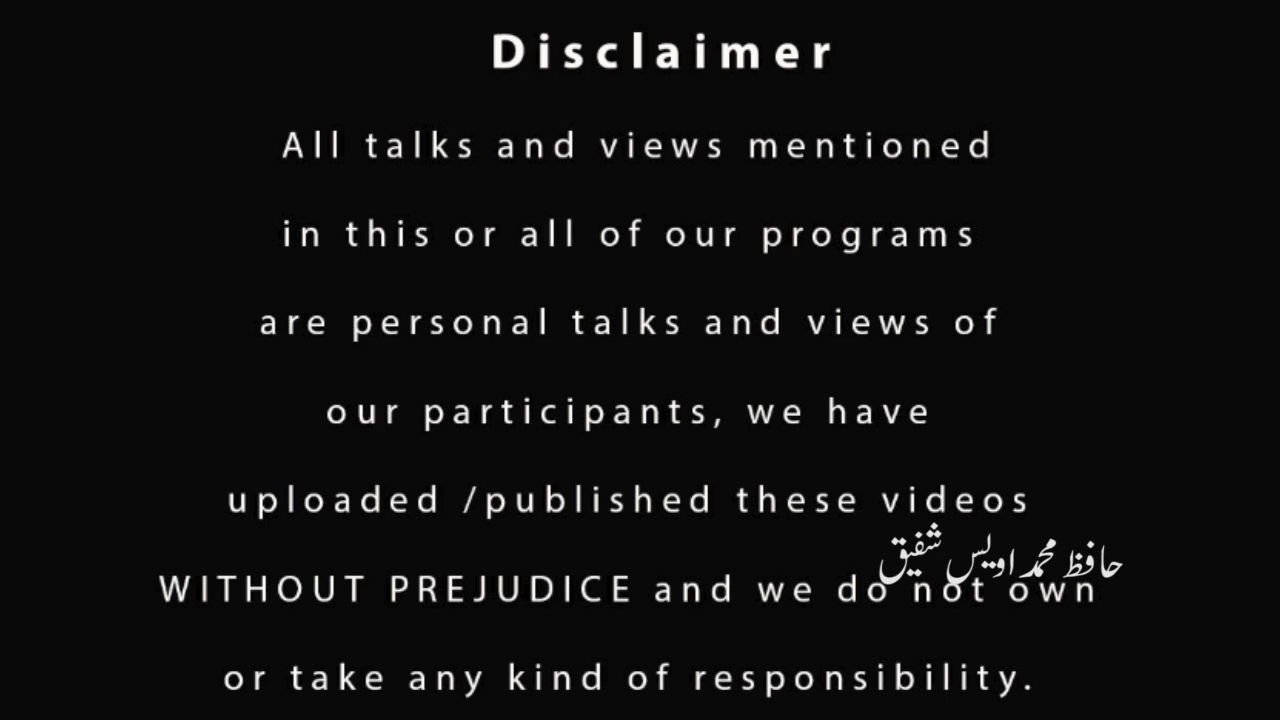 Disclaimer
All talks and views mentioned
in this or all of our programs
are personal talks and views of
our participants, we have
uploaded /published these videos
حافظ محمد اویس شفیق
WITHOUT PREJUDICE and we do not own
or take any kind of responsibility.